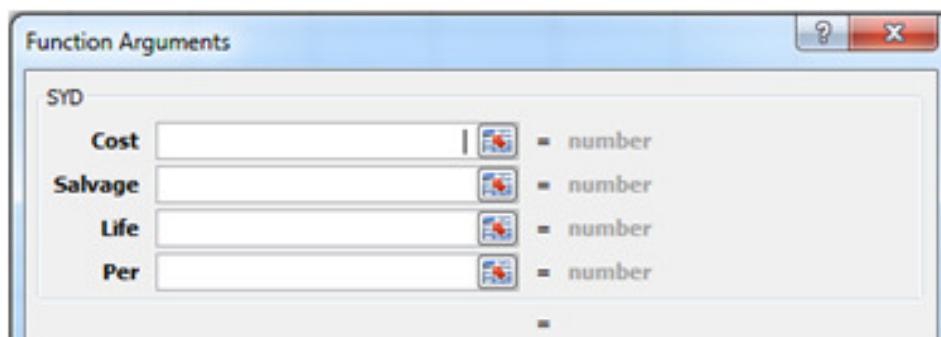 Function Arguments
SYD
Cost = number
Salvage = number
Life = number
Per = number
=